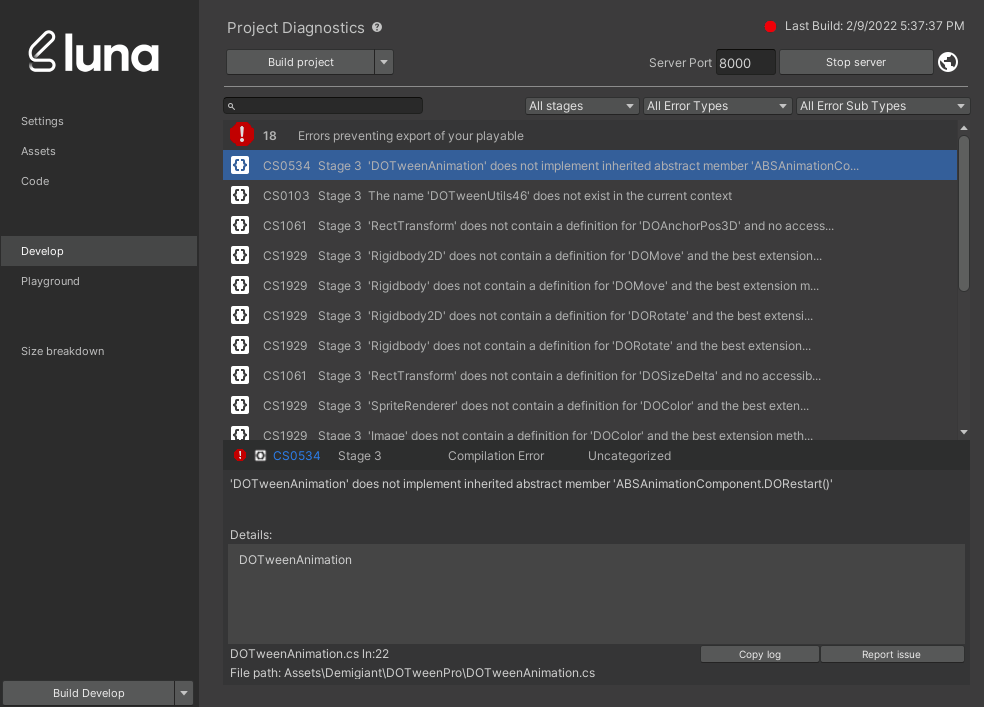 luna
Settings
Assets
Code
Develop
Playground
Size breakdown
Build Develop
Project Diagnostics ?
Last Build: 2/9/2022 5:37:37 PM
Build project
Server Port 8000 Stop server
All stages All Error Types All Error Sub Types
! 18 Errors preventing export of your playable
{} CS0534 Stage 3 'DOTweenAnimation' does not implement inherited abstract member 'ABSAnimationCo...
{} CS0103 Stage 3 The name 'DOTweenUtils46' does not exist in the current context
{} CS1061 Stage 3 'RectTransform' does not contain a definition for 'DOAnchorPos3D' and no access...
{} CS1929 Stage 3 'Rigidbody2D' does not contain a definition for 'DOMove' and the best extension...
{} CS1929 Stage 3 'Rigidbody' does not contain a definition for 'DOMove' and the best extension m...
{} CS1929 Stage 3 'Rigidbody2D' does not contain a definition for 'DORotate' and the best extensi...
{} CS1929 Stage 3 'Rigidbody' does not contain a definition for 'DORotate' and the best extension...
{} CS1061 Stage 3 'RectTransform' does not contain a definition for 'DOSizeDelta' and no accessib...
{} CS1929 Stage 3 'SpriteRenderer' does not contain a definition for 'DOColor' and the best exten...
{} CS1929 Stage 3 'Image' does not contain a definition for 'DOColor' and the best extension meth...
! CS0534 Stage 3 Compilation Error Uncategorized
'DOTweenAnimation' does not implement inherited abstract member 'ABSAnimationComponent.DORestart()'
Details:
DOTweenAnimation
DOTweenAnimation.cs ln:22
Copy log Report issue
File path: Assets\Demigiant\DOTweenPro\DOTweenAnimation.cs